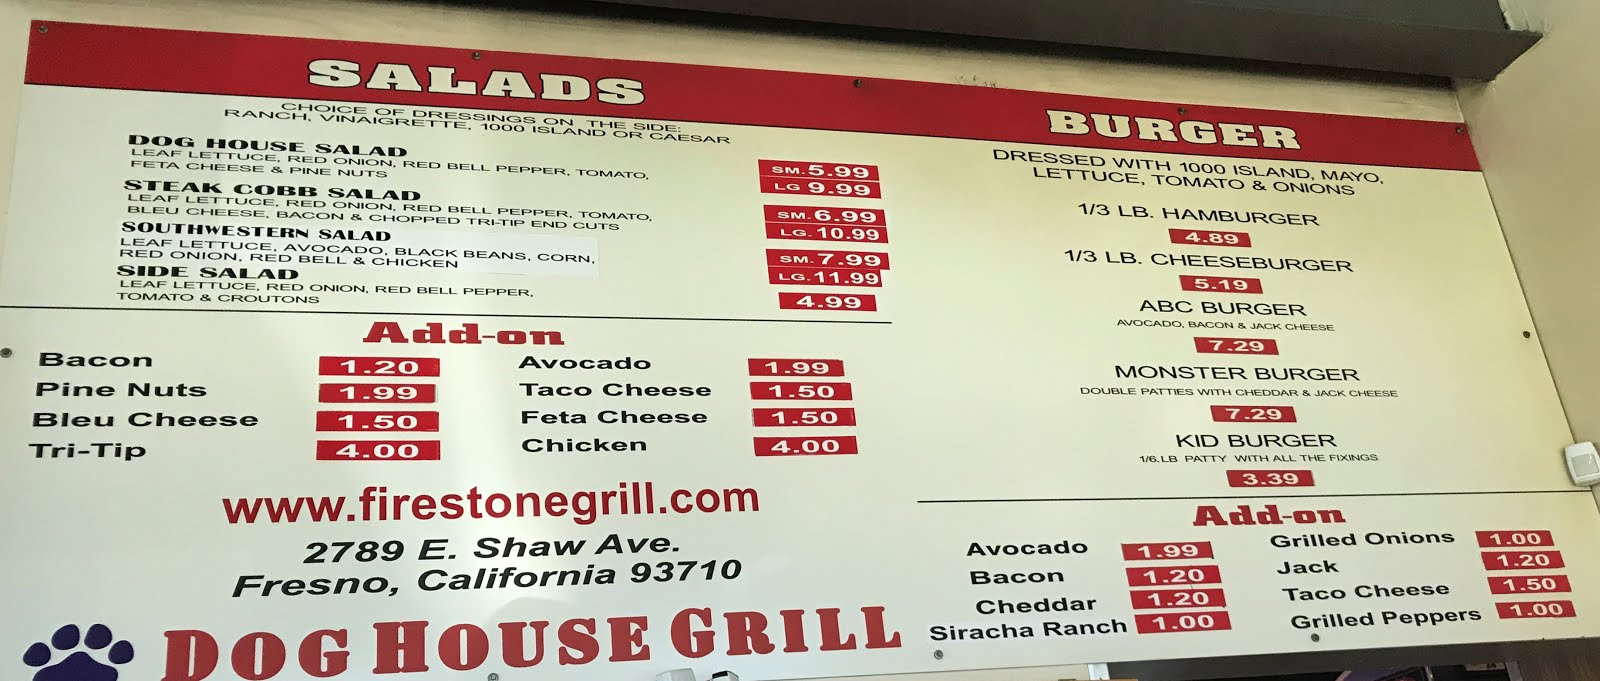 SALADS
CHOICE OF DRESSINGS ON THE SIDE:
RANCH, VINAIGRETTE, 1000 ISLAND OR CAESAR
DOG HOUSE SALAD
LEAF LETTUCE, RED ONION, RED BELL PEPPER, TOMATO,
FETA CHEESE & PINE NUTS
SM. 5.99
LG 9.99
STEAK COBB SALAD
LEAF LETTUCE, RED ONION, RED BELL PEPPER, TOMATO,
BLEU CHEESE, BACON & CHOPPED TRI-TIP END CUTS
SM. 6.99
LG. 10.99
SOUTHWESTERN SALAD
LEAF LETTUCE, AVOCADO, BLACK BEANS, CORN,
RED ONION, RED BELL & CHICKEN
SM. 7.99
LG. 11.99
SIDE SALAD
LEAF LETTUCE, RED ONION, RED BELL PEPPER,
TOMATO & CROUTONS
4.99
Add-on
Bacon 1.20 Avocado 1.99
Pine Nuts 1.99 Taco Cheese 1.50
Bleu Cheese 1.50 Feta Cheese 1.50
Tri-Tip 4.00 Chicken 4.00
www.firestonegrill.com
2789 E. Shaw Ave.
Fresno, California 93710
DOG HOUSE GRILL
BURGER
DRESSED WITH 1000 ISLAND, MAYO,
LETTUCE, TOMATO & ONIONS
1/3 LB. HAMBURGER
4.89
1/3 LB. CHEESEBURGER
5.19
ABC BURGER
AVOCADO, BACON & JACK CHEESE
7.29
MONSTER BURGER
DOUBLE PATTIES WITH CHEDDAR & JACK CHEESE
7.29
KID BURGER
1/6.LB PATTY WITH ALL THE FIXINGS
3.39
Add-on
Avocado 1.99 Grilled Onions 1.00
Bacon 1.20 Jack 1.20
Cheddar 1.20 Taco Cheese 1.50
Siracha Ranch 1.00 Grilled Peppers 1.00